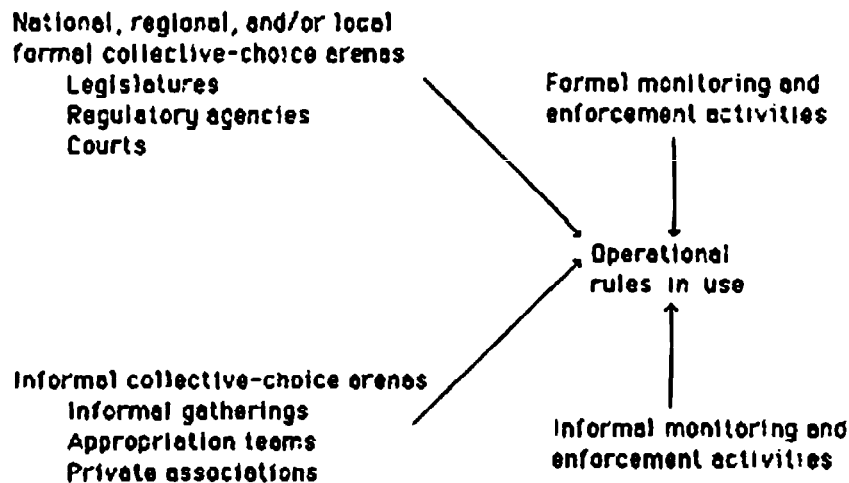 National, regional, and/or local
formal collective-choice arenas
Legislatures
Regulatory agencies
Courts
Formal monitoring and
enforcement activities
Operational
rules in use
Informal collective-choice arenas
Informal gatherings
Appropriation teams
Private associations
Informal monitoring and
enforcement activities